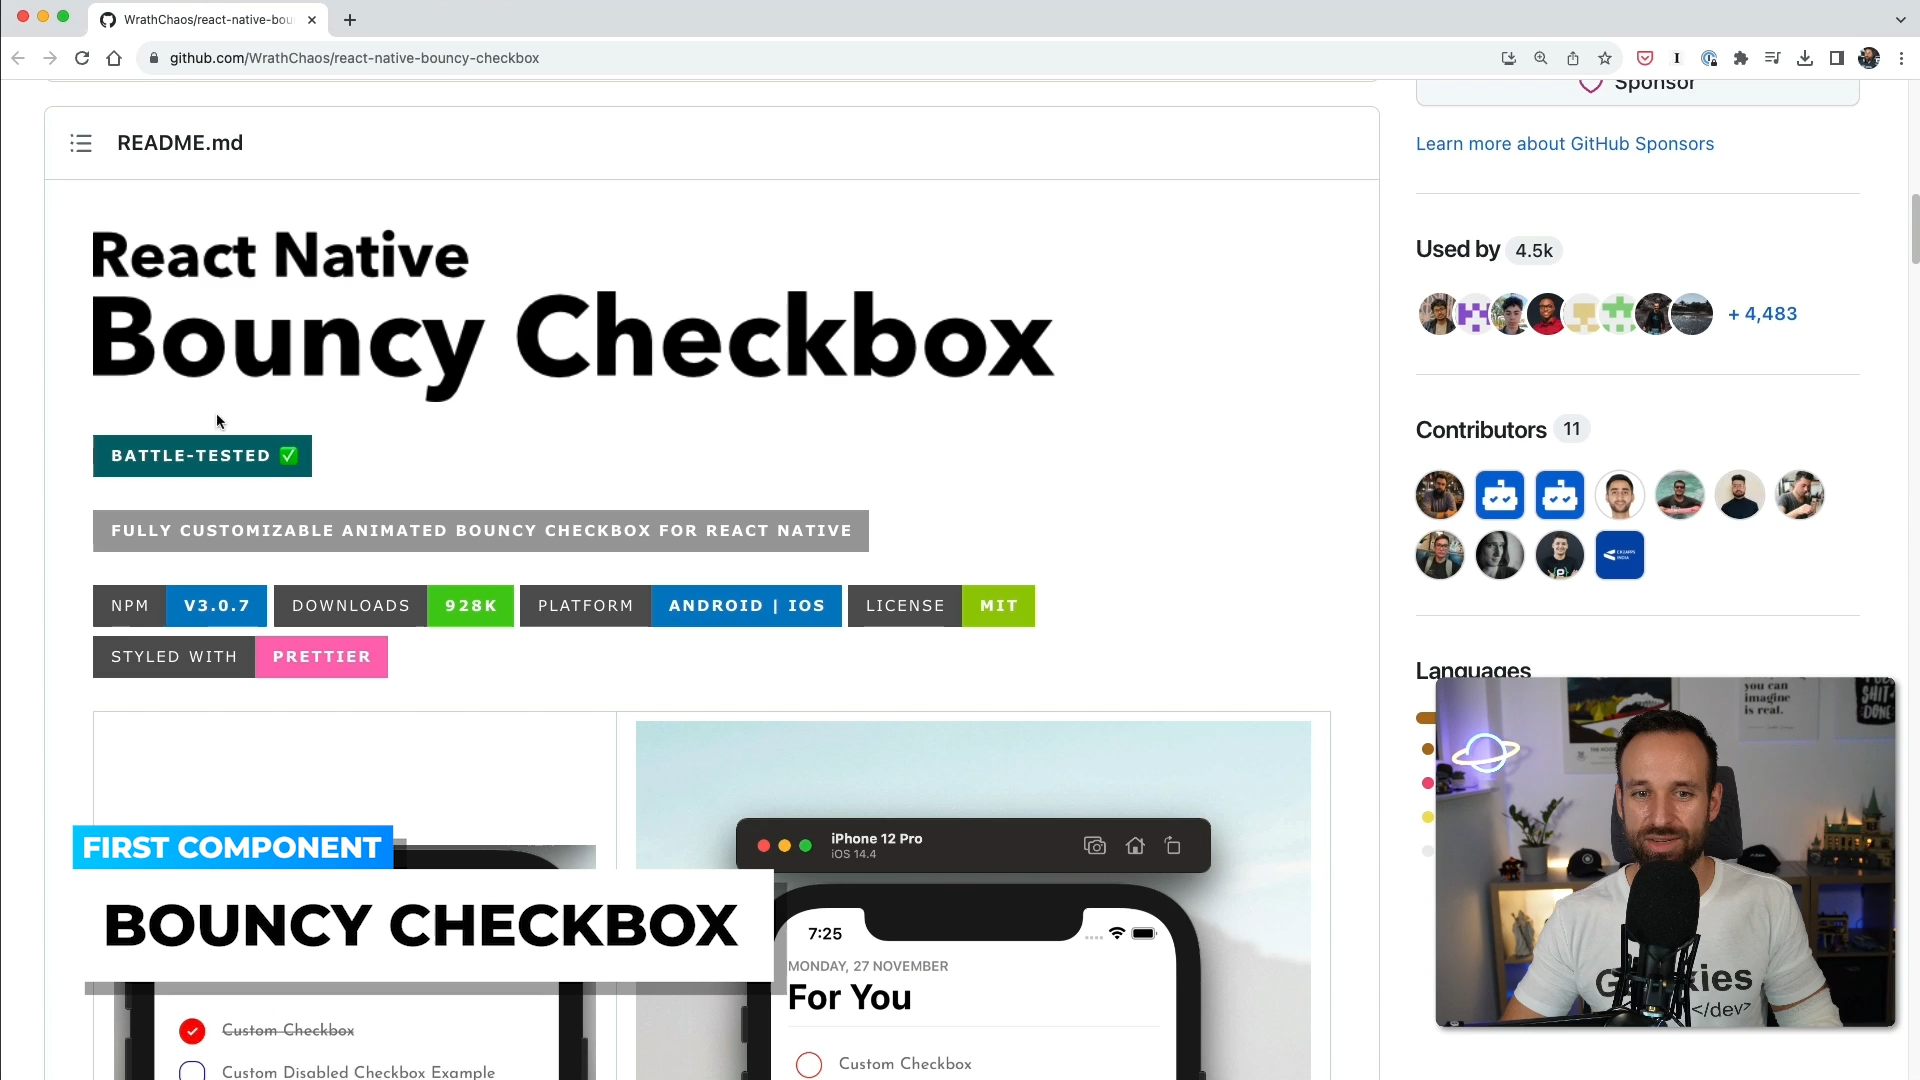 WrathChaos/react-native-bou
github.com/WrathChaos/react-native-bouncy-checkbox
README.md
React Native
Bouncy Checkbox
BATTLE-TESTED ✅
FULLY CUSTOMIZABLE ANIMATED BOUNCY CHECKBOX FOR REACT NATIVE
NPM V3.0.7 DOWNLOADS 928K PLATFORM ANDROID | IOS LICENSE MIT
STYLED WITH PRETTIER
FIRST COMPONENT
BOUNCY CHECKBOX
Custom Checkbox
Custom Disabled Checkbox Example
iPhone 12 Pro
iOS 14.4
7:25
MONDAY, 27 NOVEMBER
For You
Custom Checkbox
Sponsor
Learn more about GitHub Sponsors
Used by 4.5k
+ 4,483
Contributors 11
Languages
you can
imagine
is real.
SHIT
DONE
</dev>